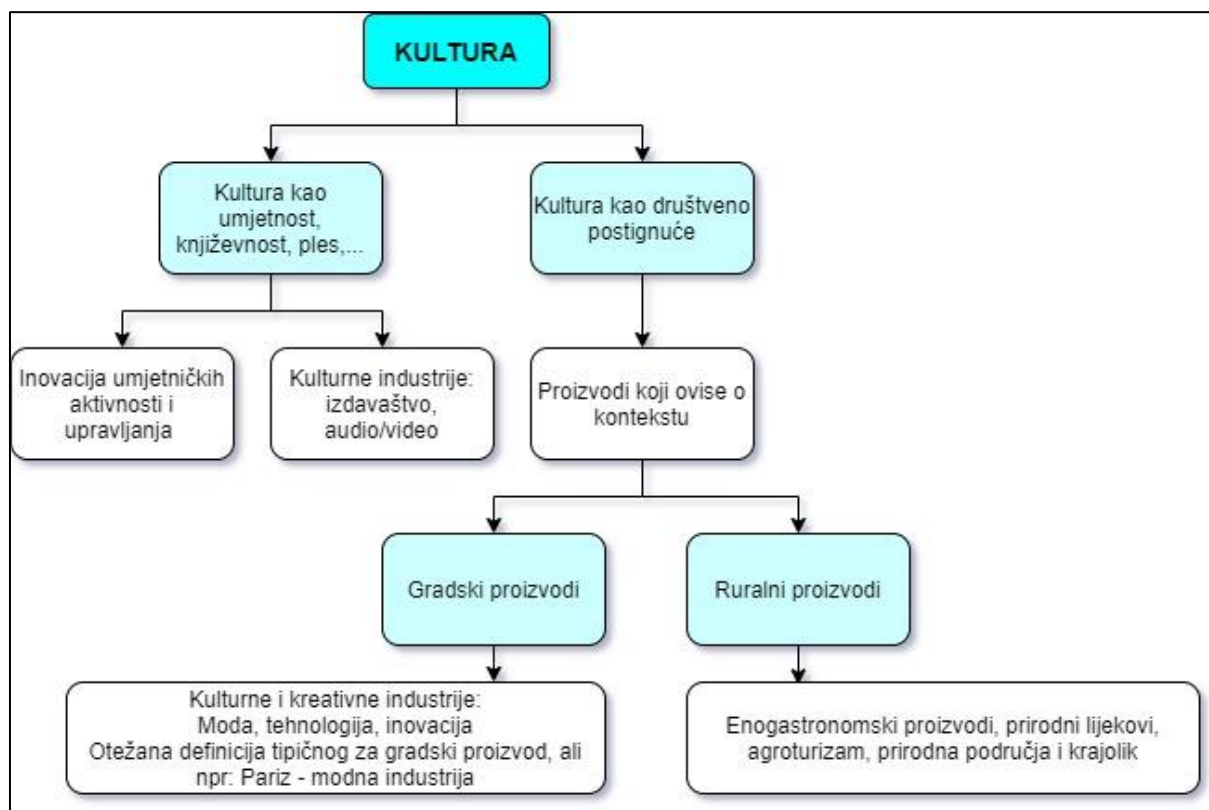 KULTURA
Kultura kao
umjetnost,
književnost, ples,...
Kultura kao društveno
postignuće
Inovacija umjetničkih
aktivnosti i
upravljanja
Kulturne industrije:
izdavaštvo,
audio/video
Proizvodi koji ovise o
kontekstu
Gradski proizvodi
Ruralni proizvodi
Kulturne i kreativne industrije:
Moda, tehnologija, inovacija
Otežana definicija tipičnog za gradski proizvod, ali
npr: Pariz - modna industrija
Enogastronomski proizvodi, prirodni lijekovi,
agroturizam, prirodna područja i krajolik